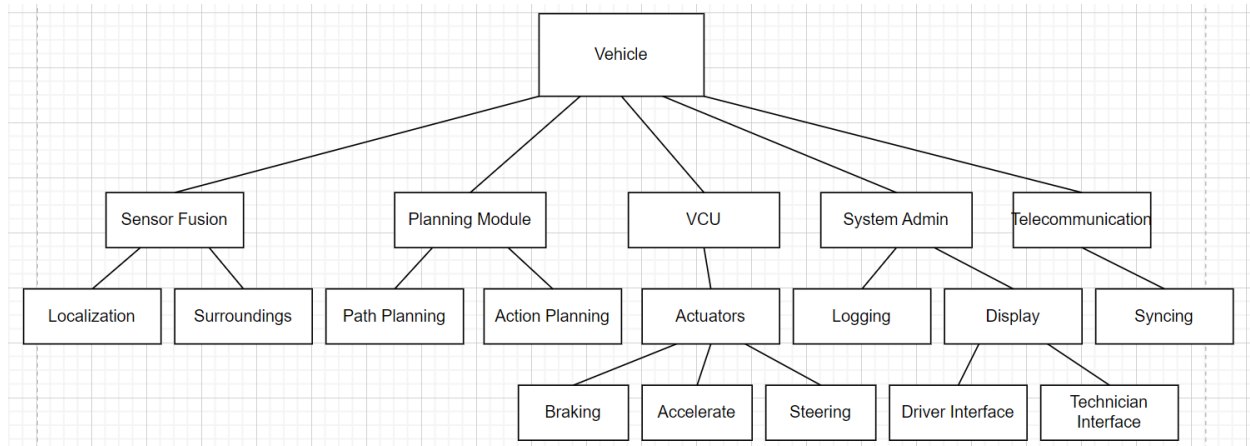 Vehicle
Sensor Fusion
Planning Module
VCU
System Admin
Telecommunication
Localization
Surroundings
Path Planning
Action Planning
Actuators
Logging
Display
Syncing
Braking
Accelerate
Steering
Driver Interface
Technician
Interface